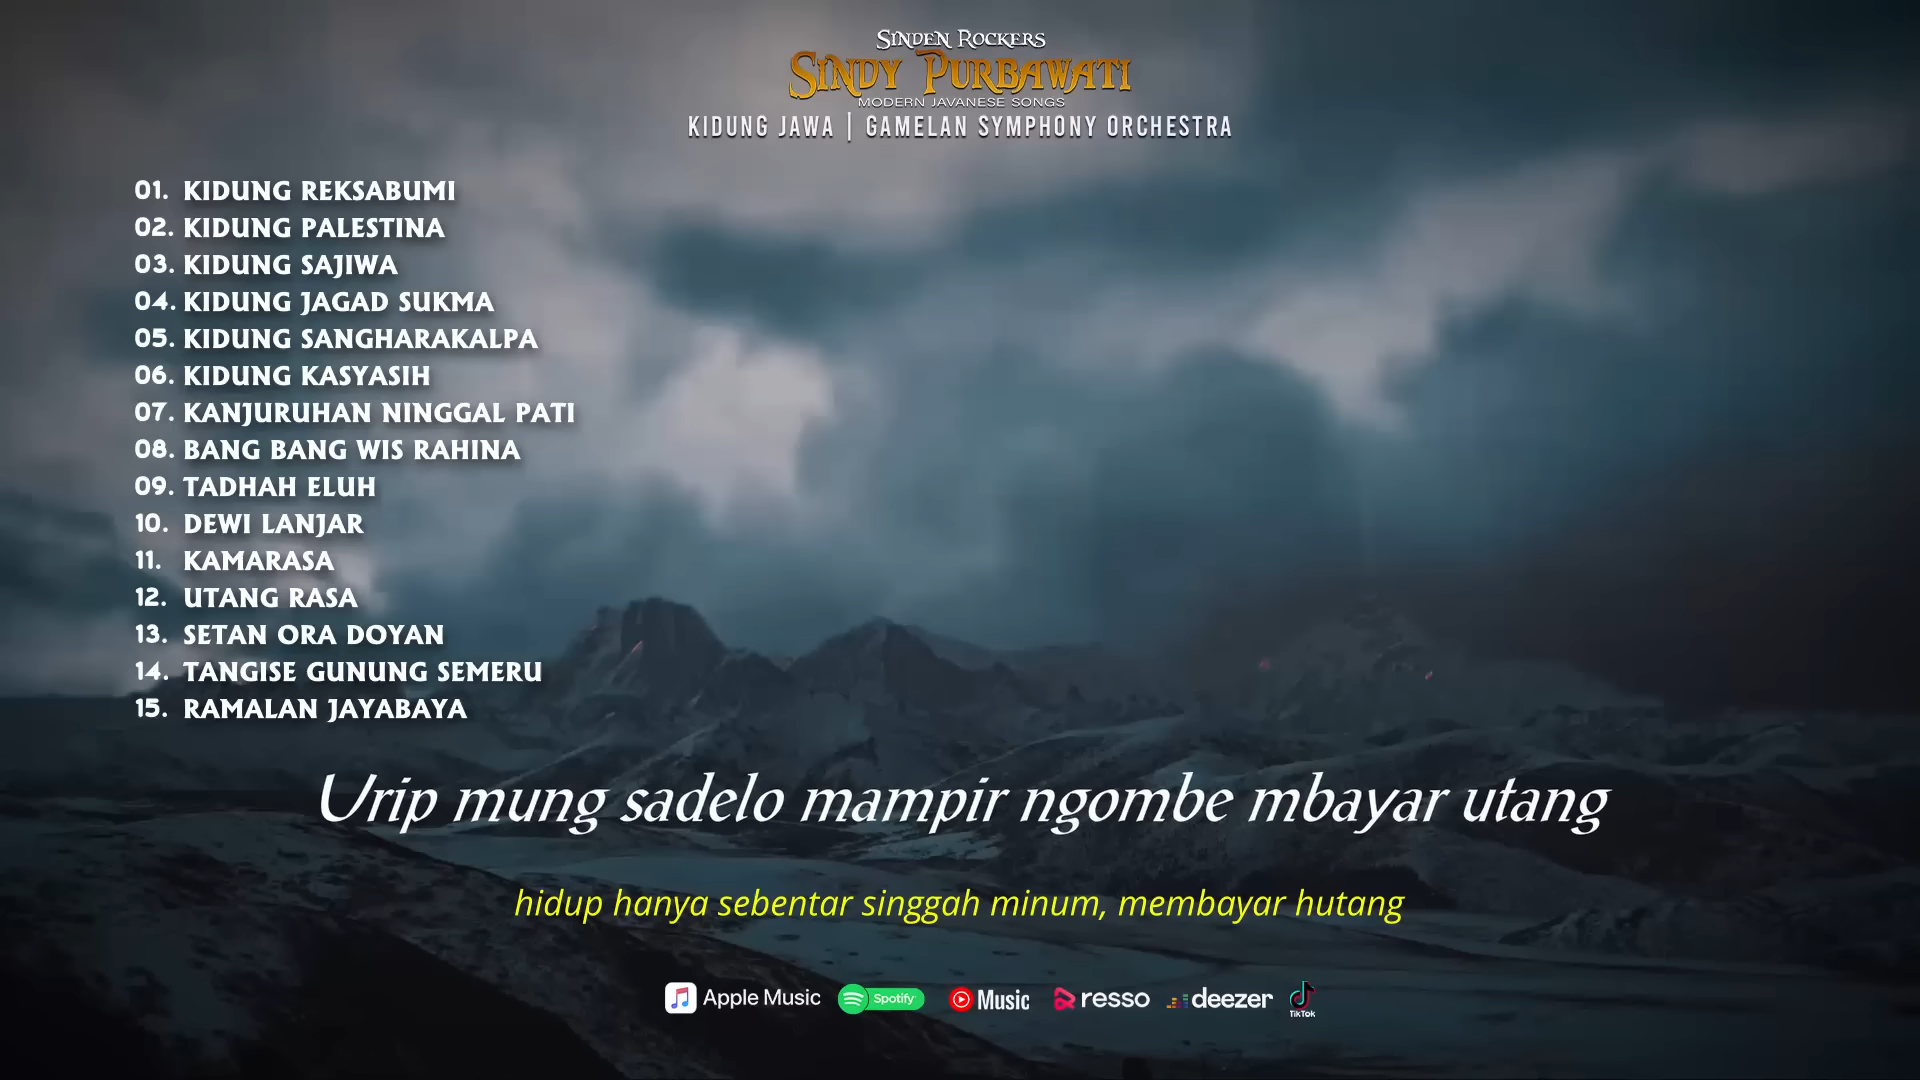 SINDEN ROCKERS
SINDY PURBAWATI
MODERN JAVANESE SONGS
KIDUNG JAWA | GAMELAN SYMPHONY ORCHESTRA
01. KIDUNG REKSABUMI
02. KIDUNG PALESTINA
03. KIDUNG SAJIWA
04. KIDUNG JAGAD SUKMA
05. KIDUNG SANGHARAKALPA
06. KIDUNG KASYASIH
07. KANJURUHAN NINGGAL PATI
08. BANG BANG WIS RAHINA
09. TADHAH ELUH
10. DEWI LANJAR
11. KAMARASA
12. UTANG RASA
13. SETAN ORA DOYAN
14. TANGISE GUNUNG SEMERU
15. RAMALAN JAYABAYA
Urip mung sadelo mampir ngombe mbayar utang
hidup hanya sebentar singgah minum, membayar hutang
Apple Music Spotify Music resso deezer TikTok